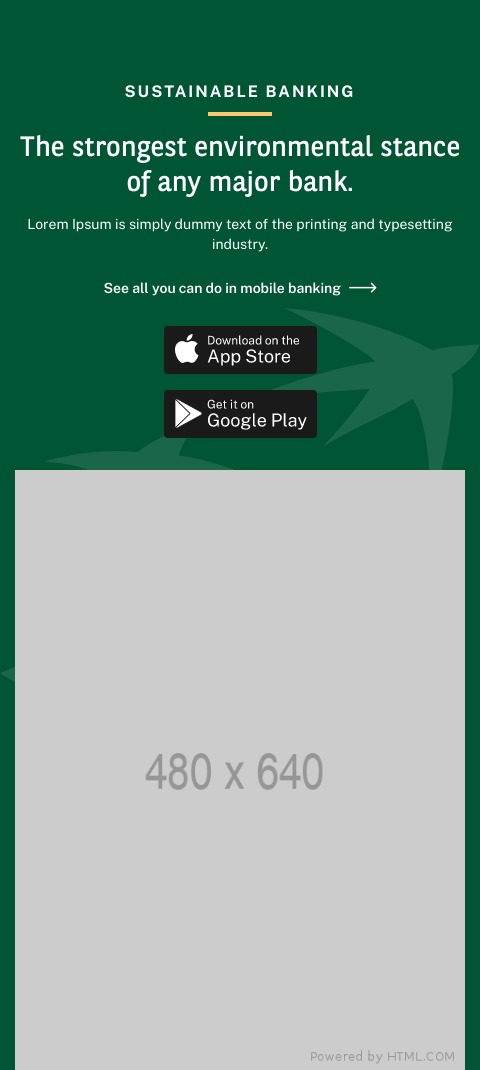 SUSTAINABLE BANKING
The strongest environmental stance
of any major bank.
Lorem Ipsum is simply dummy text of the printing and typesetting
industry.
See all you can do in mobile banking
Download on the
App Store
Get it on
Google Play
480 x 640
Powered by HTML.COM